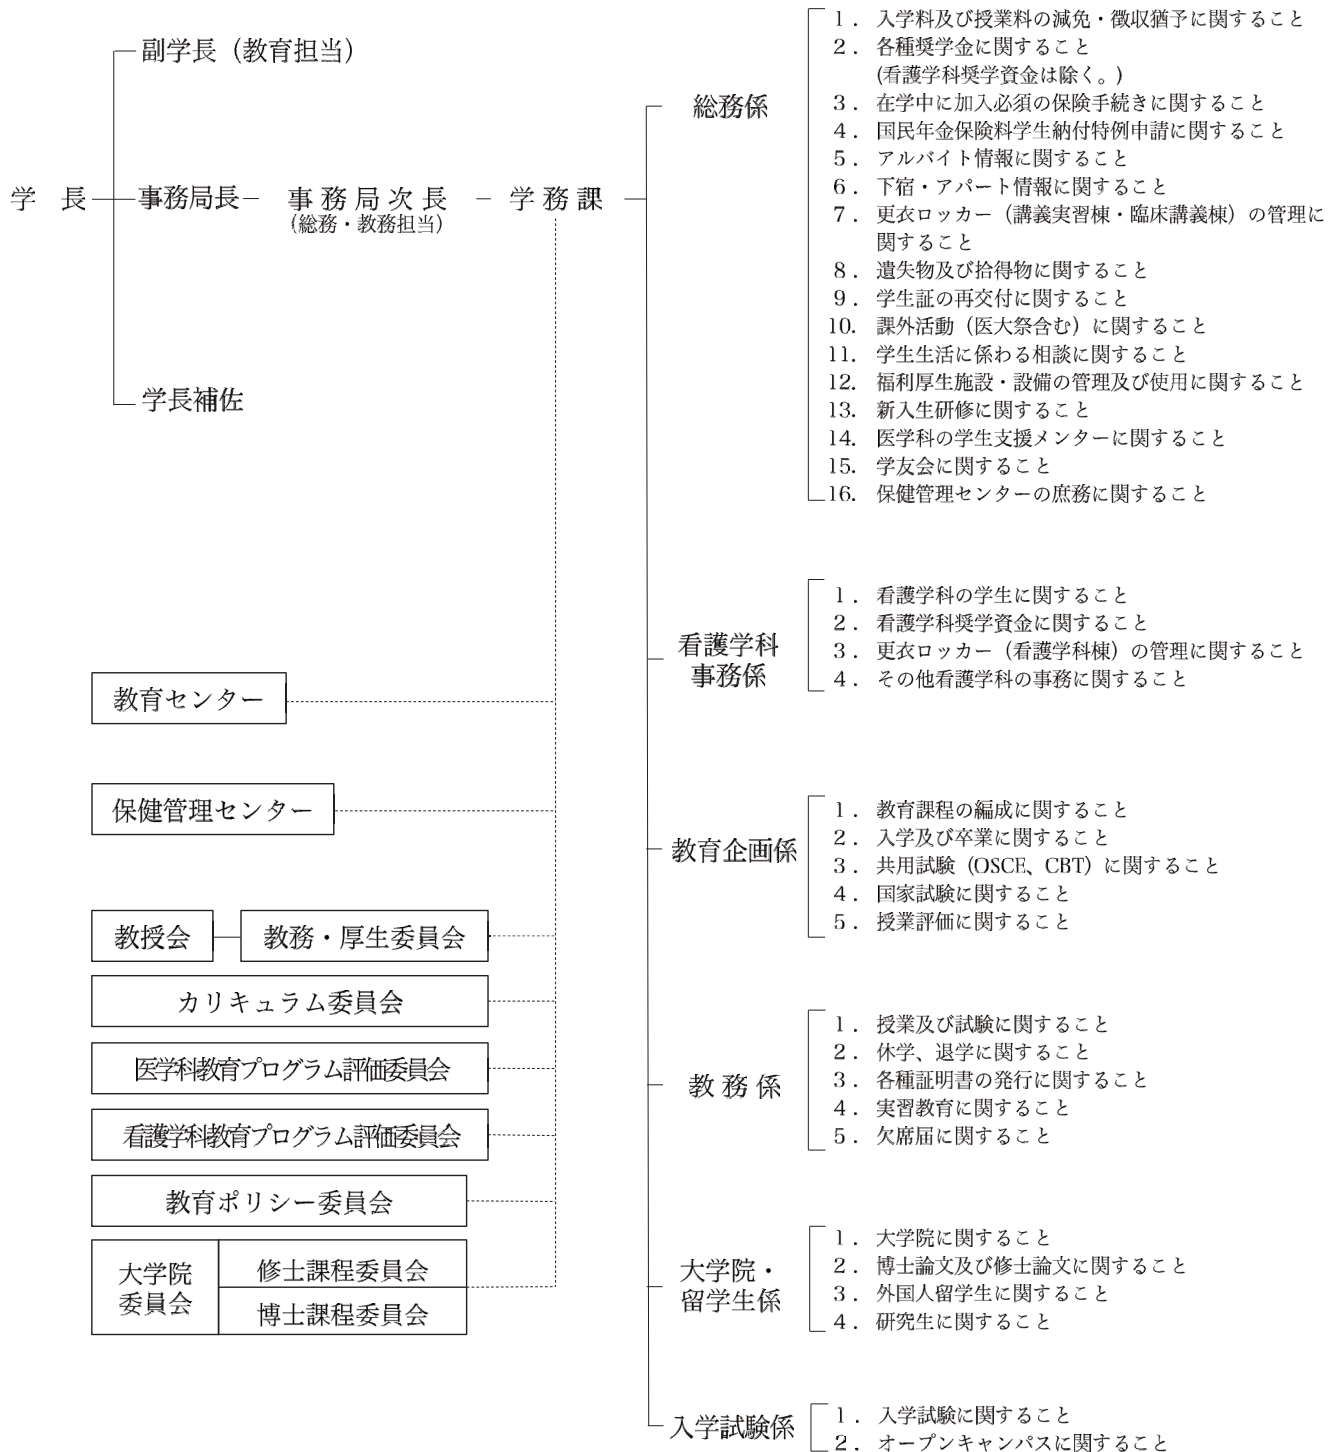 副学長（教育担当）
学　長
事務局長
事務局次長
(総務・教務担当)
学務課
学長補佐
総務係
1． 入学料及び授業料の減免・徴収猶予に関すること
2． 各種奨学金に関すること
(看護学科奨学資金は除く。)
3． 在学中に加入必須の保険手続きに関すること
4． 国民年金保険料学生納付特例申請に関すること
5． アルバイト情報に関すること
6． 下宿・アパート情報に関すること
7． 更衣ロッカー（講義実習棟・臨床講義棟）の管理に
関すること
8． 遺失物及び拾得物に関すること
9． 学生証の再交付に関すること
10. 課外活動（医大祭含む）に関すること
11. 学生生活に係わる相談に関すること
12. 福利厚生施設・設備の管理及び使用に関すること
13. 新入生研修に関すること
14. 医学科の学生支援メンターに関すること
15. 学友会に関すること
16. 保健管理センターの庶務に関すること
看護学科
事務係
1． 看護学科の学生に関すること
2． 看護学科奨学資金に関すること
3． 更衣ロッカー（看護学科棟）の管理に関すること
4． その他看護学科の事務に関すること
教育センター
保健管理センター
教育企画係
1． 教育課程の編成に関すること
2． 入学及び卒業に関すること
3． 共用試験（OSCE、CBT）に関すること
4． 国家試験に関すること
5． 授業評価に関すること
教授会
教務・厚生委員会
カリキュラム委員会
医学科教育プログラム評価委員会
看護学科教育プログラム評価委員会
教育ポリシー委員会
大学院
委員会
修士課程委員会
博士課程委員会
教務係
1． 授業及び試験に関すること
2． 休学、退学に関すること
3． 各種証明書の発行に関すること
4． 実習教育に関すること
5． 欠席届に関すること
大学院・
留学生係
1． 大学院に関すること
2． 博士論文及び修士論文に関すること
3． 外国人留学生に関すること
4． 研究生に関すること
入学試験係
1． 入学試験に関すること
2． オープンキャンパスに関すること